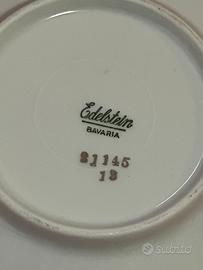 Edelstein
BAVARIA
21145
13
subito